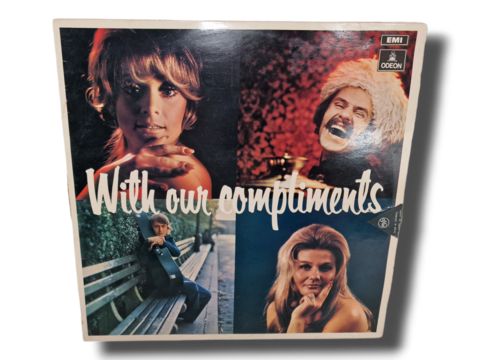 EMI
ODEON
With our compliments